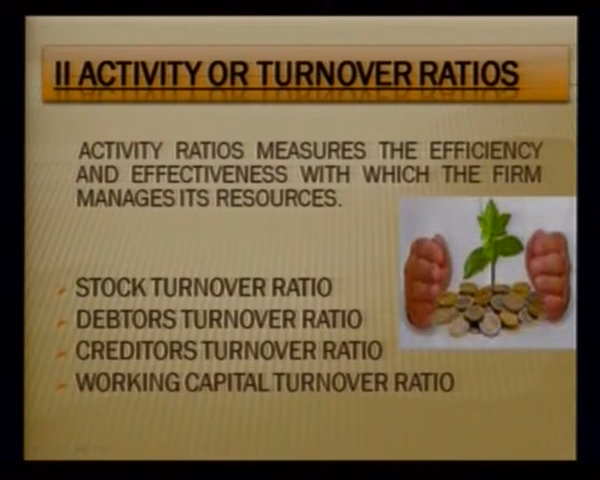 II ACTIVITY OR TURNOVER RATIOS
ACTIVITY RATIOS MEASURES THE EFFICIENCY
AND EFFECTIVENESS WITH WHICH THE FIRM
MANAGES ITS RESOURCES.
STOCK TURNOVER RATIO
DEBTORS TURNOVER RATIO
CREDITORS TURNOVER RATIO
WORKING CAPITAL TURNOVER RATIO